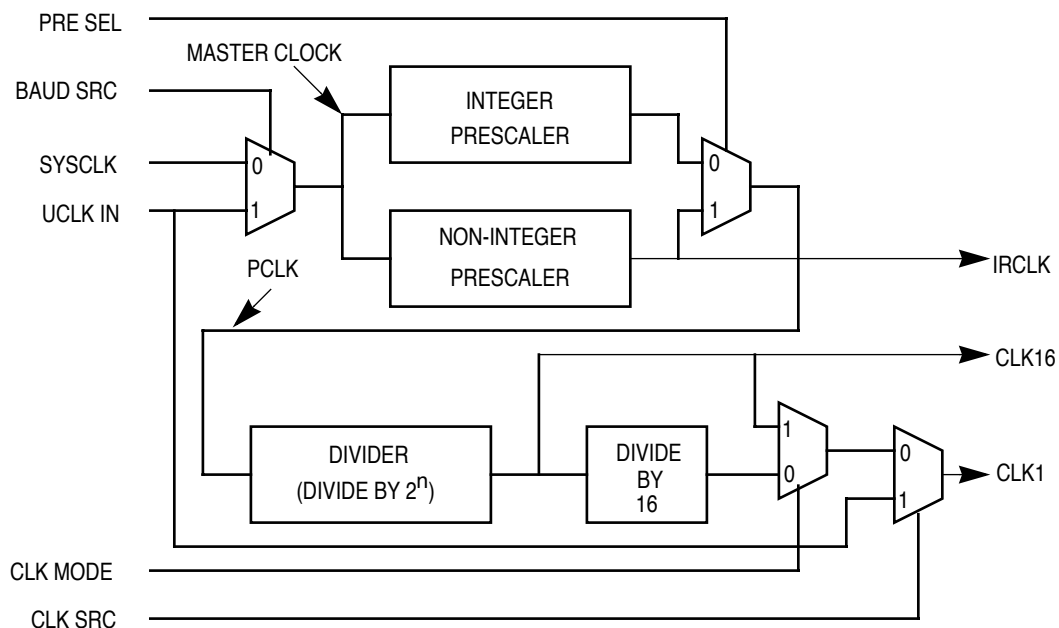 PRE SEL
MASTER CLOCK
BAUD SRC
INTEGER
PRESCALER
SYSCLK
0
0
UCLK IN
1
1
NON-INTEGER
PRESCALER
IRCLK
PCLK
CLK16
1
0
DIVIDER
(DIVIDE BY 2ⁿ)
DIVIDE
BY
16
0
1
CLK1
CLK MODE
CLK SRC